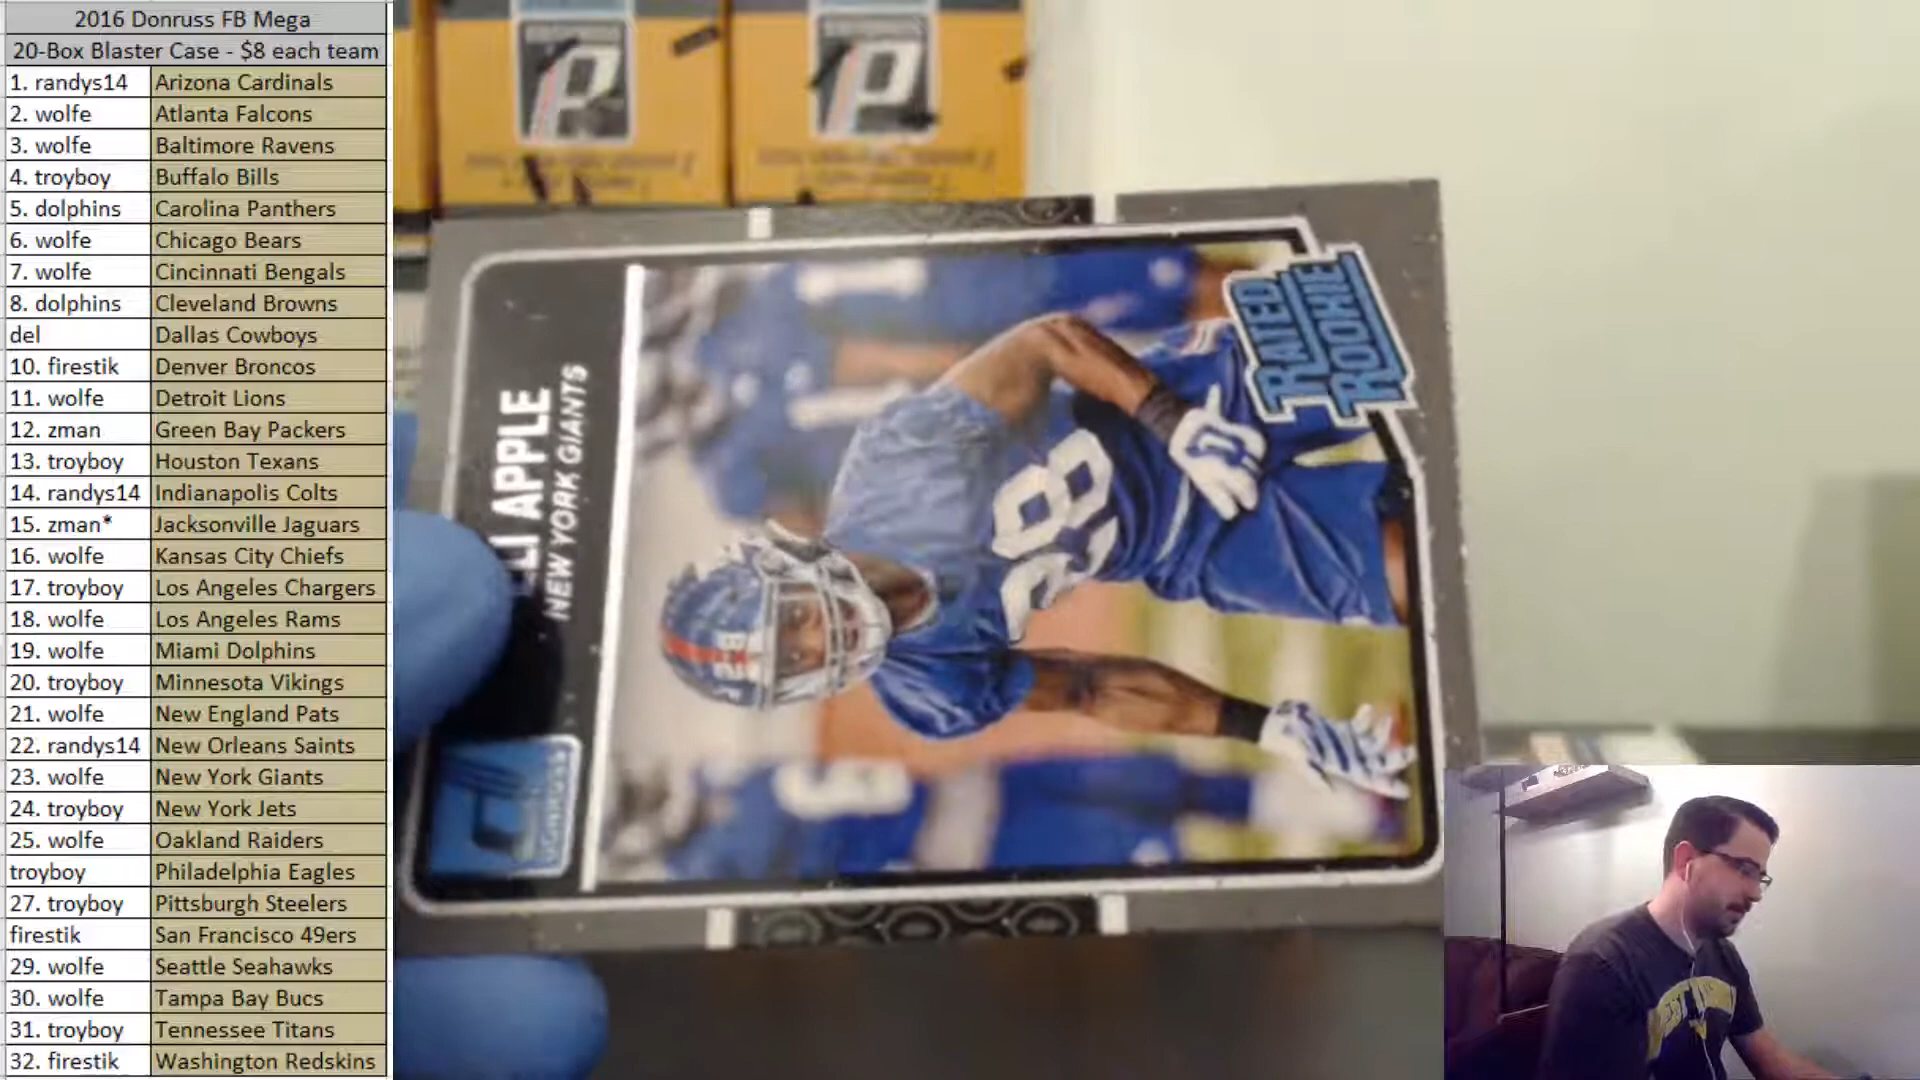 2016 Donruss FB Mega
20-Box Blaster Case - $8 each team
1. randys14 Arizona Cardinals
2. wolfe Atlanta Falcons
3. wolfe Baltimore Ravens
4. troyboy Buffalo Bills
5. dolphins Carolina Panthers
6. wolfe Chicago Bears
7. wolfe Cincinnati Bengals
8. dolphins Cleveland Browns
del Dallas Cowboys
10. firestik Denver Broncos
11. wolfe Detroit Lions
12. zman Green Bay Packers
13. troyboy Houston Texans
14. randys14 Indianapolis Colts
15. zman* Jacksonville Jaguars
16. wolfe Kansas City Chiefs
17. troyboy Los Angeles Chargers
18. wolfe Los Angeles Rams
19. wolfe Miami Dolphins
20. troyboy Minnesota Vikings
21. wolfe New England Pats
22. randys14 New Orleans Saints
23. wolfe New York Giants
24. troyboy New York Jets
25. wolfe Oakland Raiders
troyboy Philadelphia Eagles
27. troyboy Pittsburgh Steelers
firestik San Francisco 49ers
29. wolfe Seattle Seahawks
30. wolfe Tampa Bay Bucs
31. troyboy Tennessee Titans
32. firestik Washington Redskins
RATED
ROOKIE
LI APPLE
NEW YORK GIANTS
28
28
DONRUSS